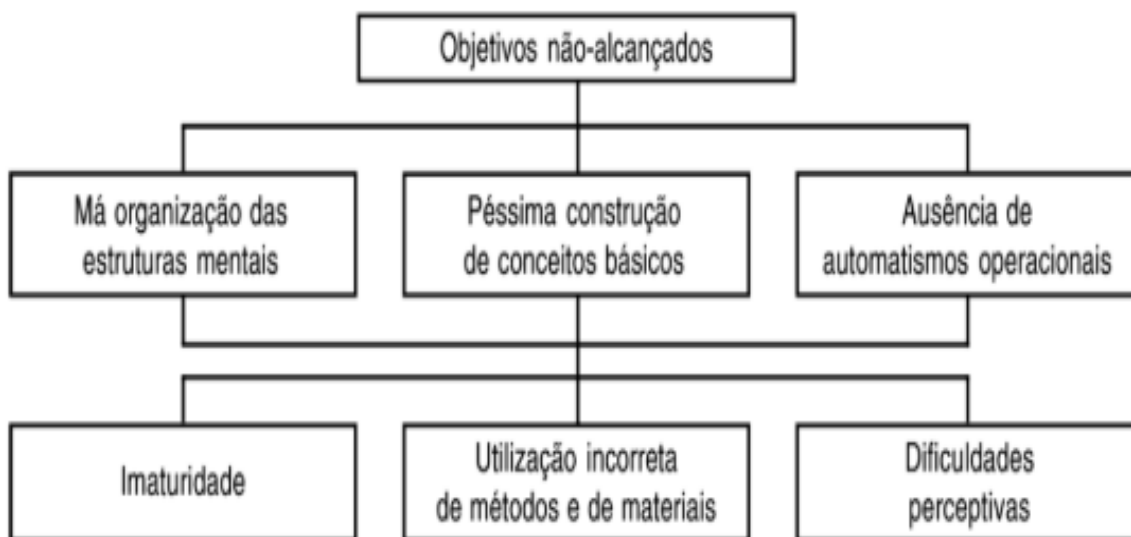 Objetivos não-alcançados
Má organização das
estruturas mentais
Péssima construção
de conceitos básicos
Ausência de
automatismos operacionais
Imaturidade
Utilização incorreta
de métodos e de materiais
Dificuldades
perceptivas